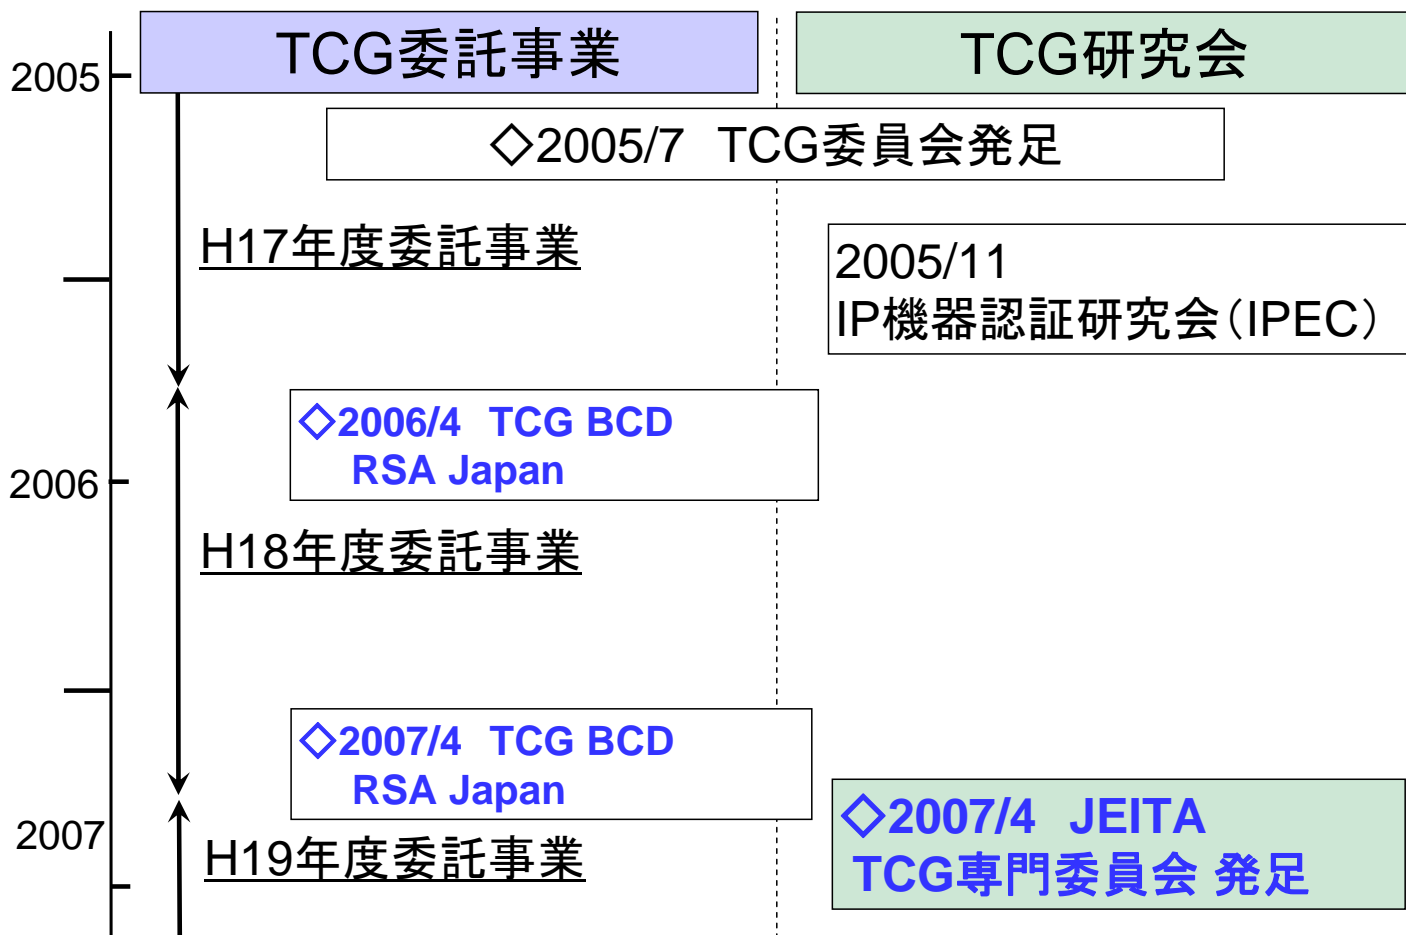 TCG委託事業
TCG研究会
2005
◇2005/7 TCG委員会発足
H17年度委託事業
2005/11
IP機器認証研究会(IPEC)
◇2006/4 TCG BCD
RSA Japan
2006
H18年度委託事業
◇2007/4 TCG BCD
RSA Japan
◇2007/4 JEITA
TCG専門委員会 発足
2007
H19年度委託事業